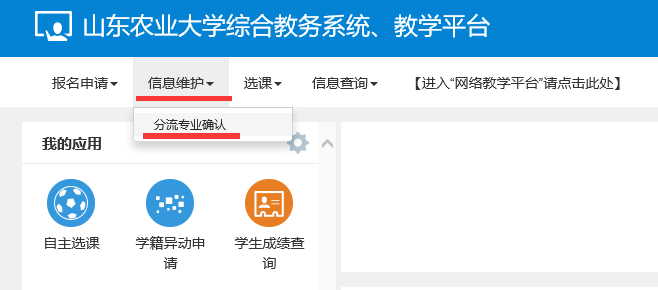 山东农业大学综合教务系统、教学平台
报名申请 信息维护 选课 信息查询 【进入“网络教学平台”请点击此处】
分流专业确认
我的应用
自主选课 学籍异动申请 学生成绩查询